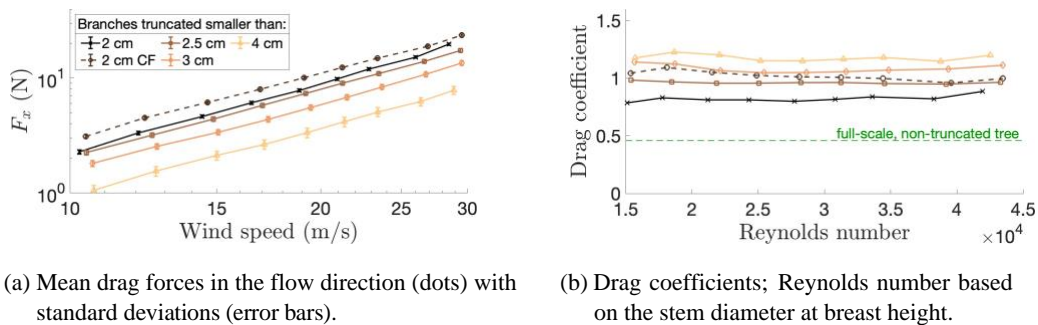 Branches truncated smaller than:
2 cm 2.5 cm 4 cm
2 cm CF 3 cm
F_x (N)
10^1
10^0
10 15 20 25 30
Wind speed (m/s)
Drag coefficient
1.5
1
0.5
0
full-scale, non-truncated tree
1.5 2 2.5 3 3.5 4 4.5
Reynolds number ×10^4
(a) Mean drag forces in the flow direction (dots) with
standard deviations (error bars).
(b) Drag coefficients; Reynolds number based
on the stem diameter at breast height.